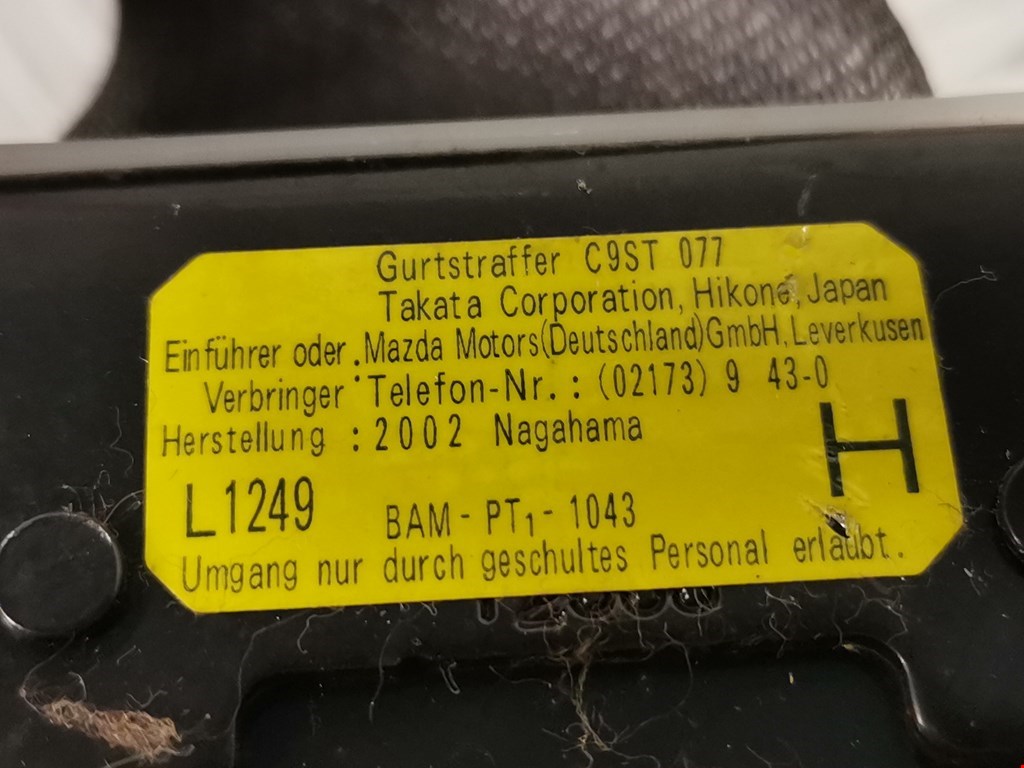 Gurtstraffer C9ST 077
Takata Corporation, Hikone, Japan
Einführer oder : Mazda Motors(Deutschland)GmbH, Leverkusen
Verbringer Telefon-Nr. : (02173) 9 43-0
Herstellung : 2002 Nagahama
H
L1249 BAM - PT1 - 1043
Umgang nur durch geschultes Personal erlaubt.